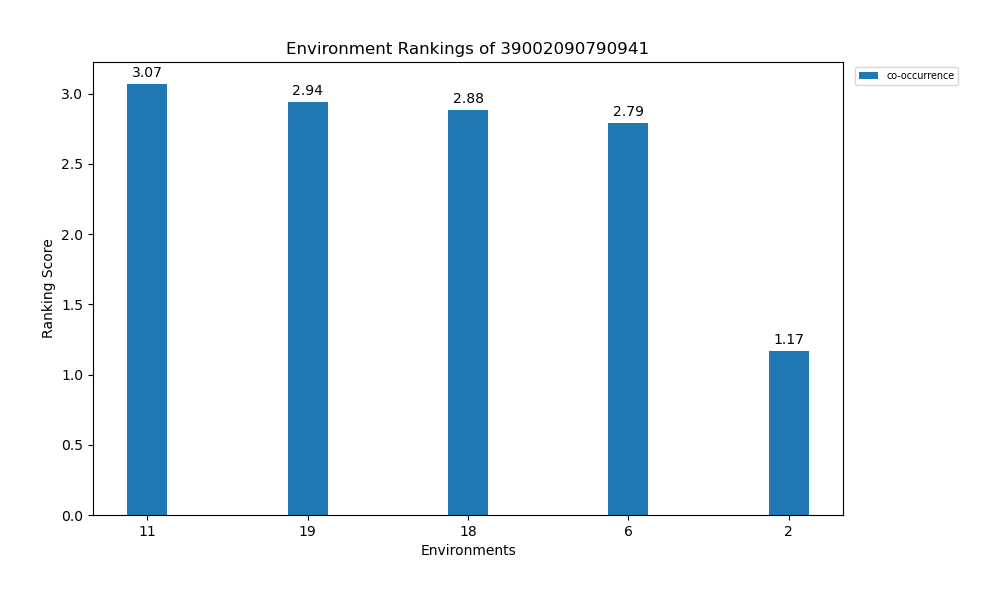 Environment Rankings of 39002090790941
co-occurrence
3.07
2.94
2.88
2.79
1.17
Ranking Score
3.0
2.5
2.0
1.5
1.0
0.5
0.0
11 19 18 6 2
Environments